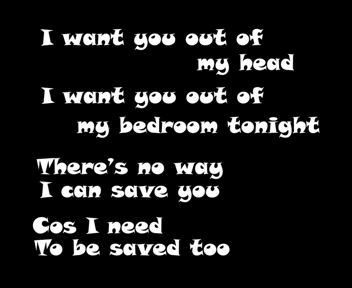 I want you out of
my head
I want you out of
my bedroom tonight
There's no way
I can save you
Cos I need
To be saved too